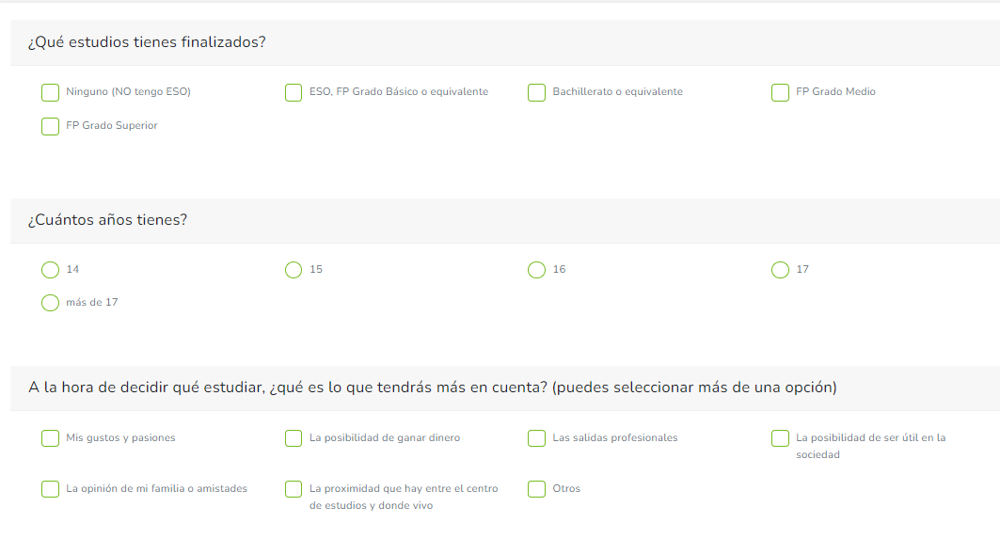 ¿Qué estudios tienes finalizados?
Ninguno (NO tengo ESO)
ESO, FP Grado Básico o equivalente
Bachillerato o equivalente
FP Grado Medio
FP Grado Superior
¿Cuántos años tienes?
14
15
16
17
más de 17
A la hora de decidir qué estudiar, ¿qué es lo que tendrás más en cuenta? (puedes seleccionar más de una opción)
Mis gustos y pasiones
La posibilidad de ganar dinero
Las salidas profesionales
La posibilidad de ser útil en la
sociedad
La opinión de mi familia o amistades
La proximidad que hay entre el centro
de estudios y donde vivo
Otros